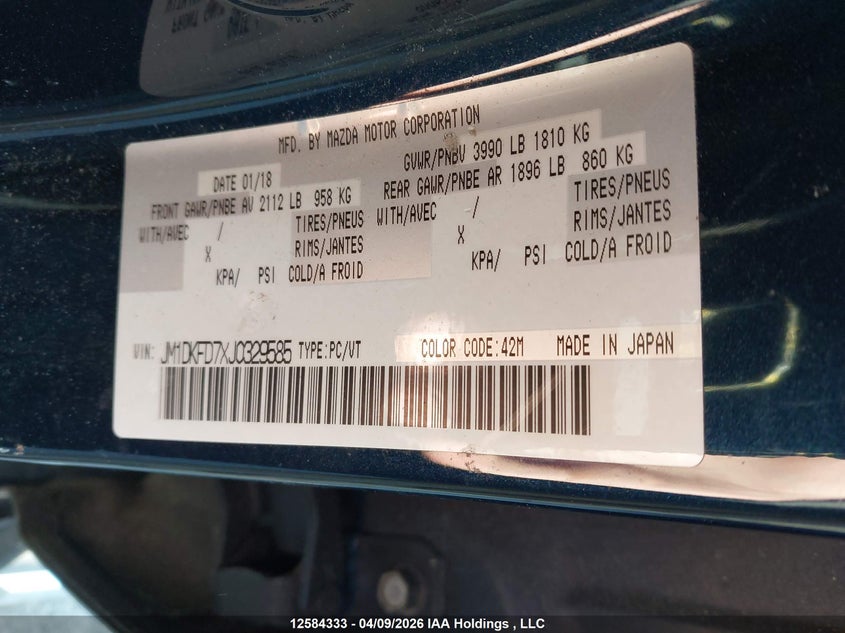 MFD. BY MAZDA MOTOR CORPORATION
DATE 01/18 GVWR/PNBV 3990 LB 1810 KG
FRONT GAWR/PNBE AV 2112 LB 958 KG REAR GAWR/PNBE AR 1896 LB 860 KG
WITH/AVEC / TIRES/PNEUS WITH/AVEC / TIRES/PNEUS
X RIMS/JANTES X RIMS/JANTES
KPA/ PSI COLD/A FROID KPA/ PSI COLD/A FROID
VIN: JM1DKFD7XJ0329585 TYPE:PC/VT COLOR CODE:42M MADE IN JAPAN
12584333 - 04/09/2026 IAA Holdings , LLC